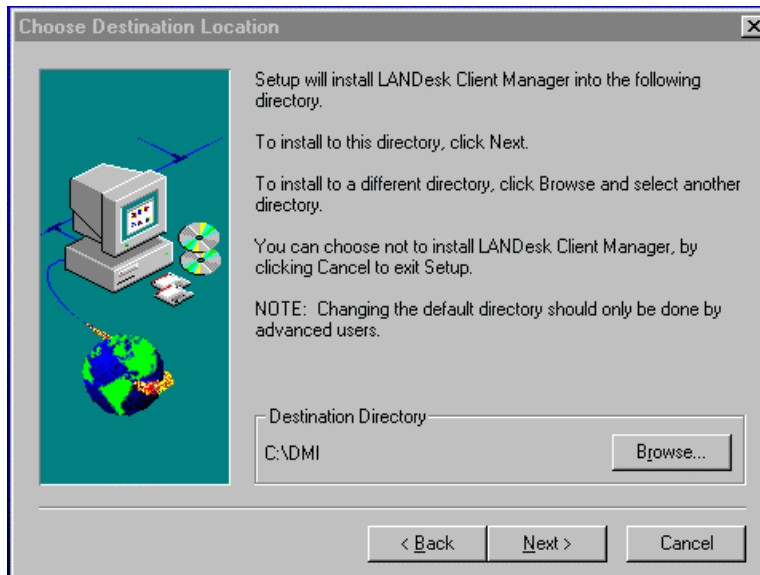 Choose Destination Location
Setup will install LANDesk Client Manager into the following
directory.
To install to this directory, click Next.
To install to a different directory, click Browse and select another
directory.
You can choose not to install LANDesk Client Manager, by
clicking Cancel to exit Setup.
NOTE:  Changing the default directory should only be done by
advanced users.
Destination Directory
C:\DMI
Browse...
< Back
Next >
Cancel